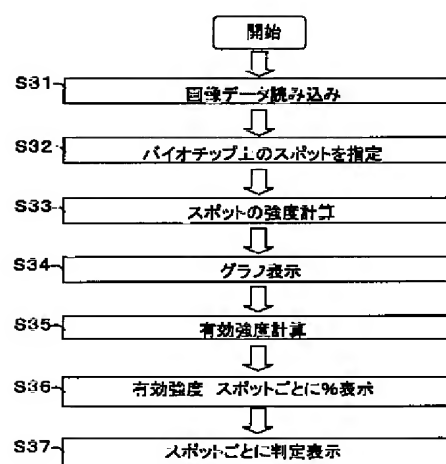 開始
S31
画像データ読み込み
S32
バイオチップ上のスポットを指定
S33
スポットの強度計算
S34
グラフ表示
S35
有効強度計算
S36
有効強度 スポットごとに%表示
S37
スポットごとに判定表示